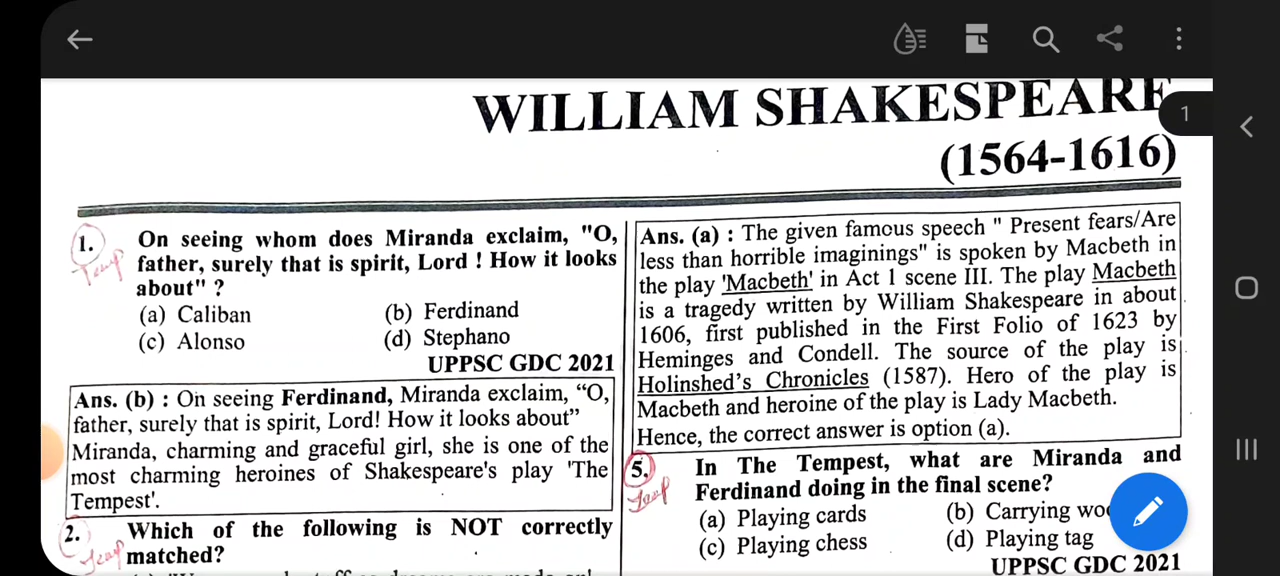 1
WILLIAM SHAKESPEARE
(1564-1616)
1. On seeing whom does Miranda exclaim, "O,
Temp
father, surely that is spirit, Lord ! How it looks
about" ?
(a) Caliban (b) Ferdinand
(c) Alonso (d) Stephano
UPPSC GDC 2021
Ans. (b) : On seeing Ferdinand, Miranda exclaim, “O,
father, surely that is spirit, Lord! How it looks about”
Miranda, charming and graceful girl, she is one of the
most charming heroines of Shakespeare's play 'The
Tempest'.
2. Which of the following is NOT correctly
matched?
Ans. (a) : The given famous speech " Present fears/Are
less than horrible imaginings" is spoken by Macbeth in
the play 'Macbeth' in Act 1 scene III. The play Macbeth
is a tragedy written by William Shakespeare in about
1606, first published in the First Folio of 1623 by
Heminges and Condell. The source of the play is
Holinshed's Chronicles (1587). Hero of the play is
Macbeth and heroine of the play is Lady Macbeth.
Hence, the correct answer is option (a).
5. In The Tempest, what are Miranda and
Ferdinand doing in the final scene?
(a) Playing cards (b) Carrying
(c) Playing chess (d) Playing tag
UPPSC GDC 2021